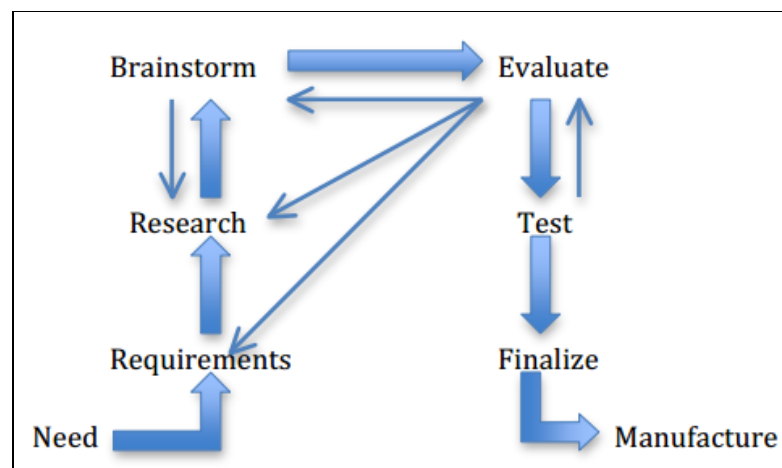 Brainstorm
Evaluate
Research
Test
Requirements
Finalize
Need
Manufacture